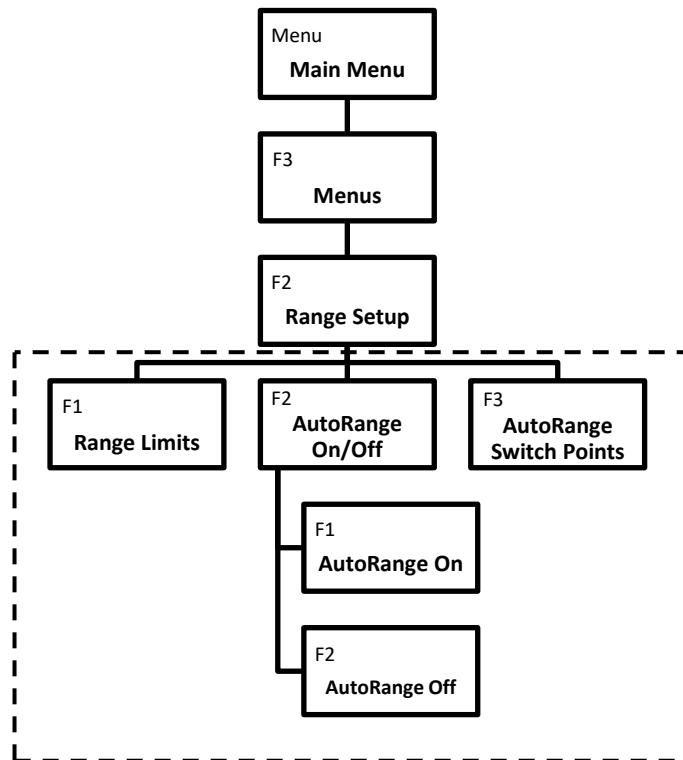 Menu
Main Menu
F3
Menus
F2
Range Setup
F1
Range Limits
F2
AutoRange
On/Off
F3
AutoRange
Switch Points
F1
AutoRange On
F2
AutoRange Off